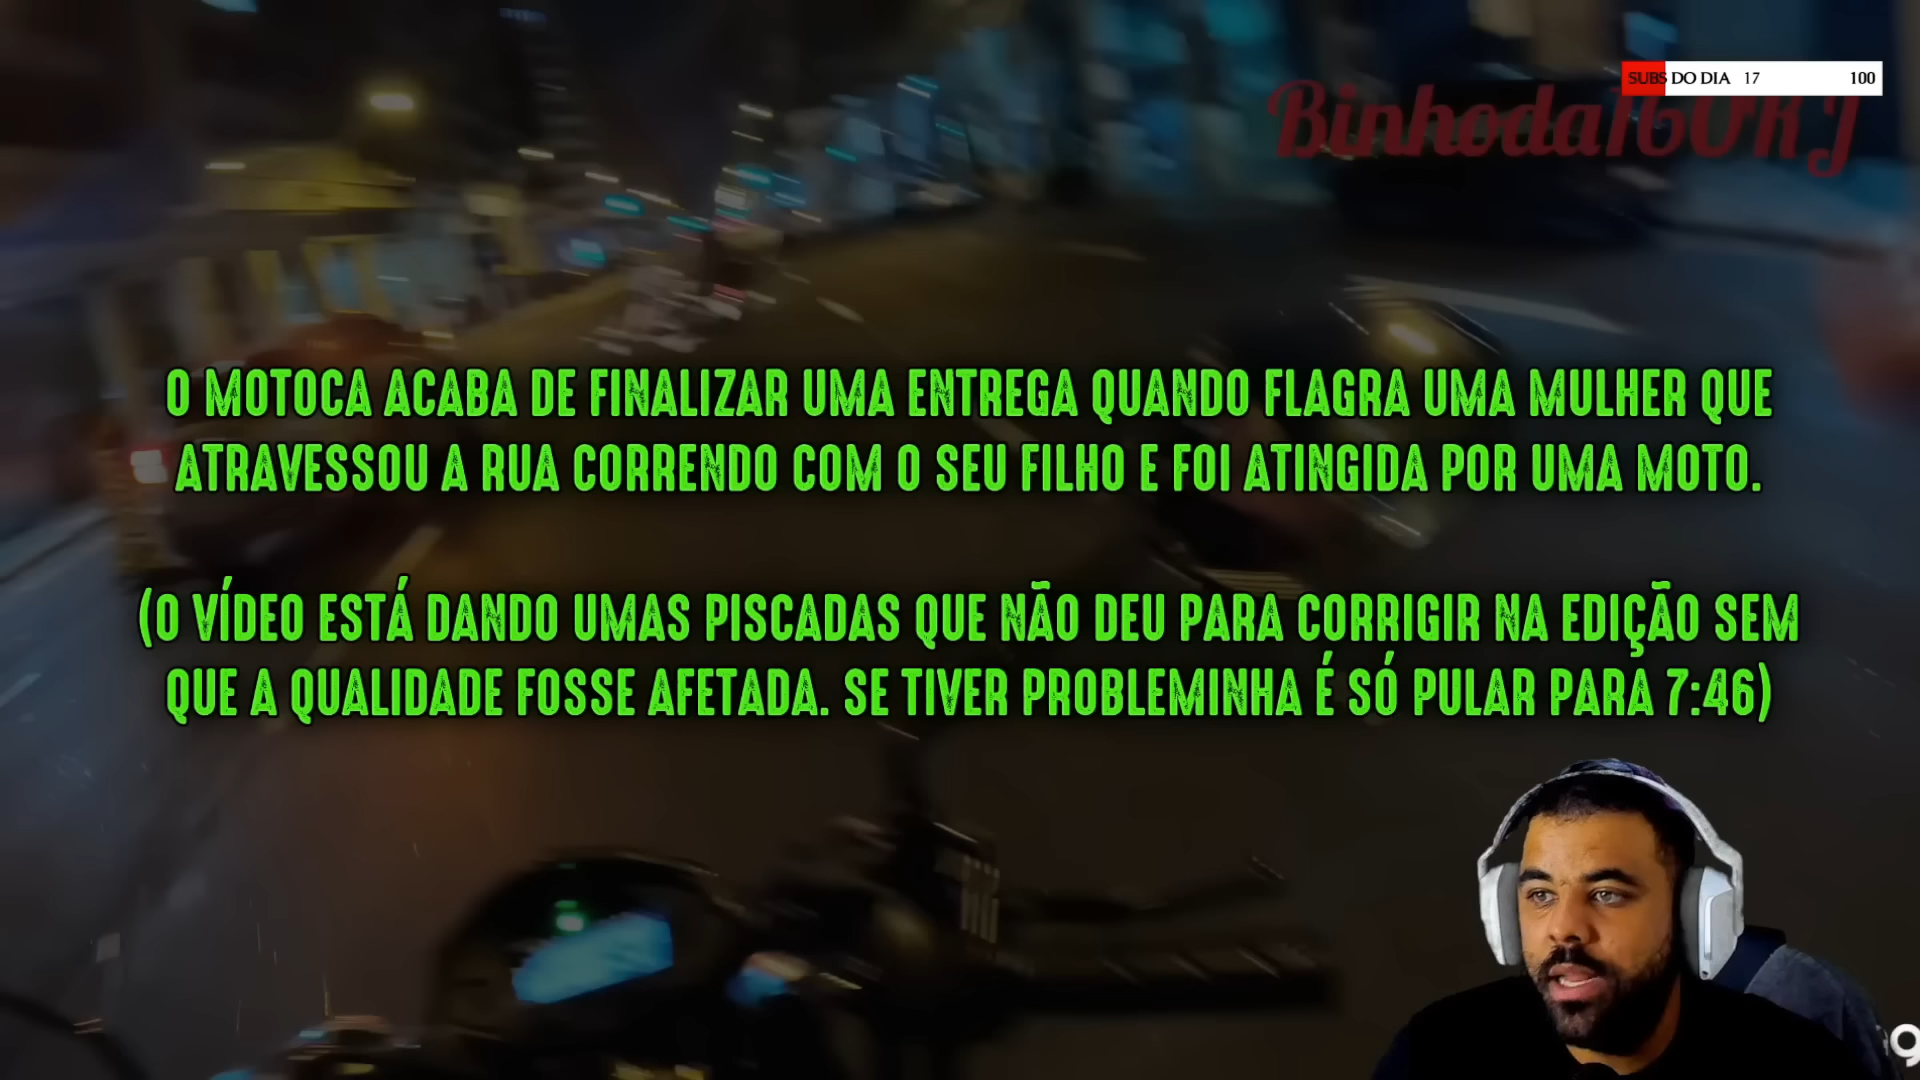 SUBS DO DIA 17 100
Binhoda160RJ
O MOTOCA ACABA DE FINALIZAR UMA ENTREGA QUANDO FLAGRA UMA MULHER QUE
ATRAVESSOU A RUA CORRENDO COM O SEU FILHO E FOI ATINGIDA POR UMA MOTO.
(O VÍDEO ESTÁ DANDO UMAS PISCADAS QUE NÃO DEU PARA CORRIGIR NA EDIÇÃO SEM
QUE A QUALIDADE FOSSE AFETADA. SE TIVER PROBLEMINHA É SÓ PULAR PARA 7:46)